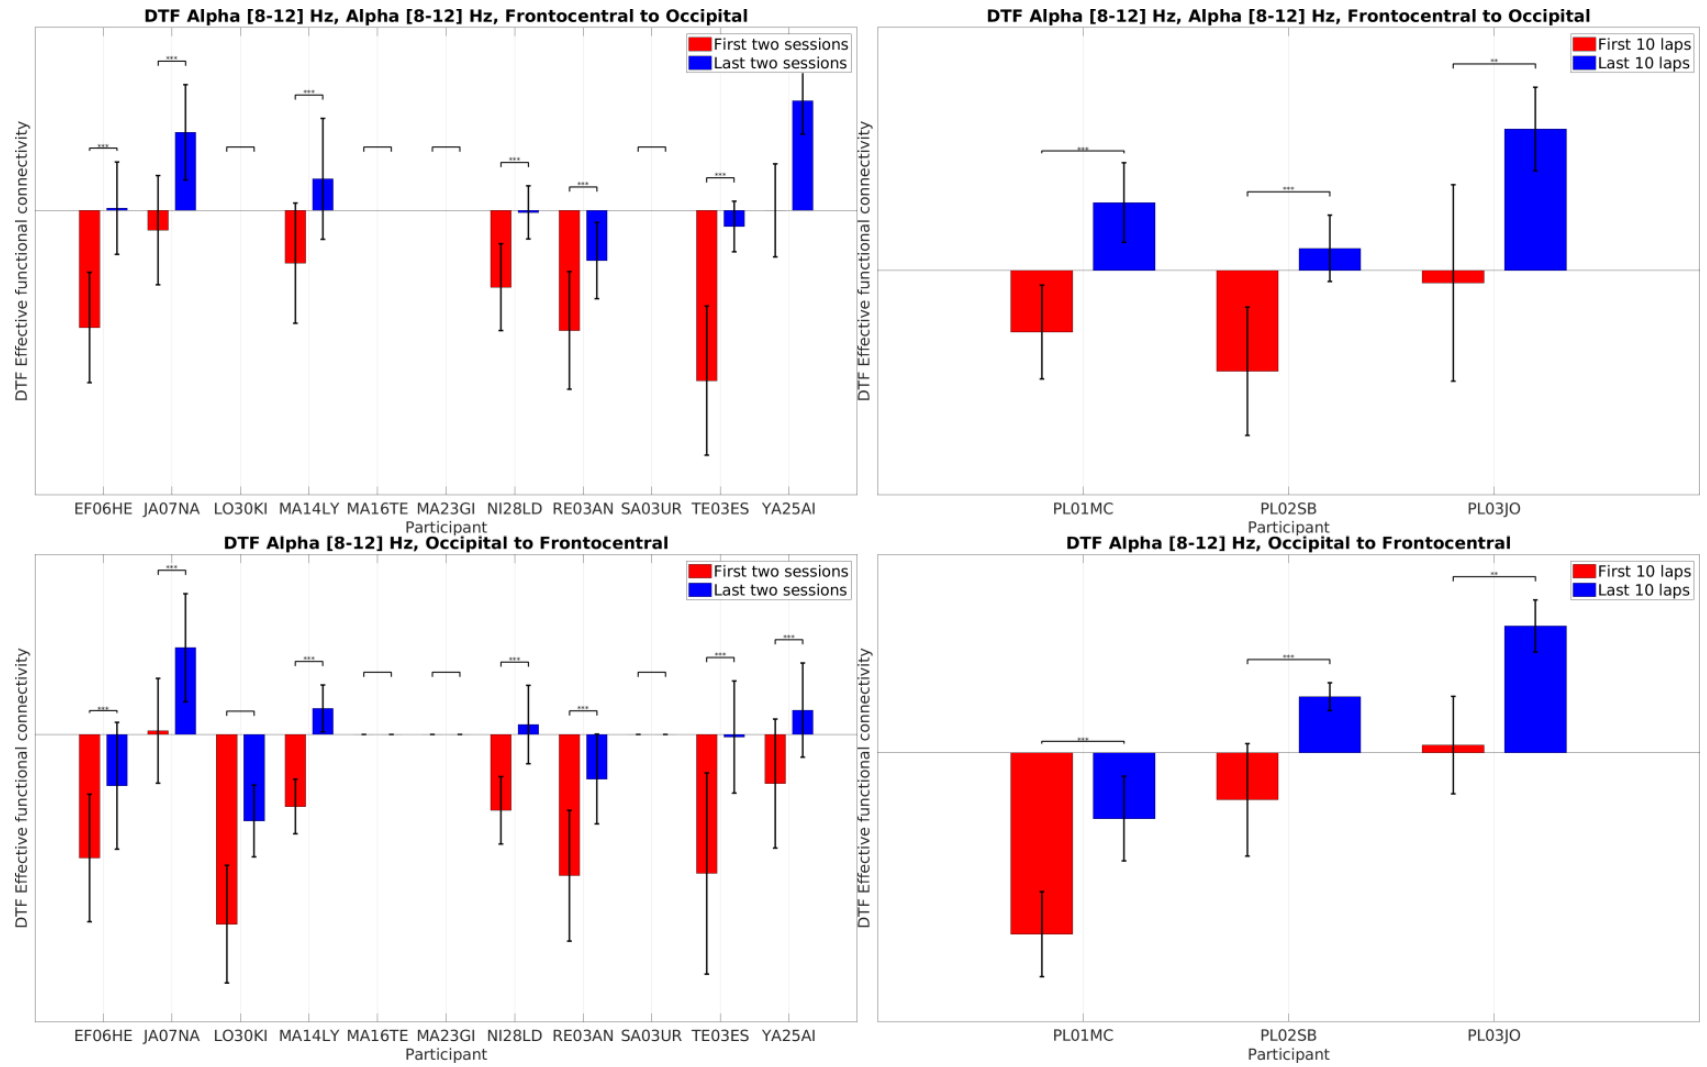 DTF Alpha [8-12] Hz, Alpha [8-12] Hz, Frontocentral to Occipital
First two sessions
Last two sessions
***
***
***
***
***
***
DTF Effective functional connectivity
EF06HE JA07NA LO30KI MA14LY MA16TE MA23GI NI28LD RE03AN SA03UR TE03ES YA25AI
Participant
DTF Alpha [8-12] Hz, Alpha [8-12] Hz, Frontocentral to Occipital
First 10 laps
Last 10 laps
**
***
***
DTF Effective functional connectivity
PL01MC PL02SB PL03JO
Participant
DTF Alpha [8-12] Hz, Occipital to Frontocentral
First two sessions
Last two sessions
***
***
***
***
***
***
***
DTF Effective functional connectivity
EF06HE JA07NA LO30KI MA14LY MA16TE MA23GI NI28LD RE03AN SA03UR TE03ES YA25AI
Participant
DTF Alpha [8-12] Hz, Occipital to Frontocentral
First 10 laps
Last 10 laps
**
***
***
DTF Effective functional connectivity
PL01MC PL02SB PL03JO
Participant